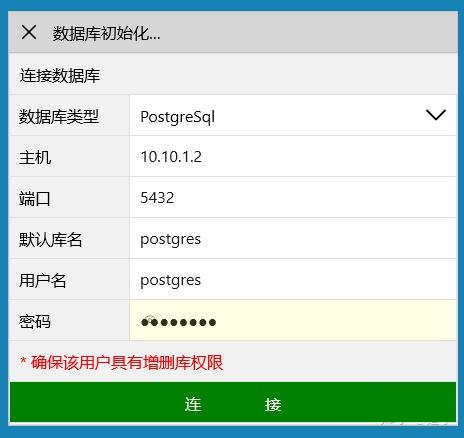 数据库初始化...
连接数据库
数据库类型 PostgreSql
主机 10.10.1.2
端口 5432
默认库名 postgres
用户名 postgres
密码 ●●●●●●●●
* 确保该用户具有增删库权限
连 接